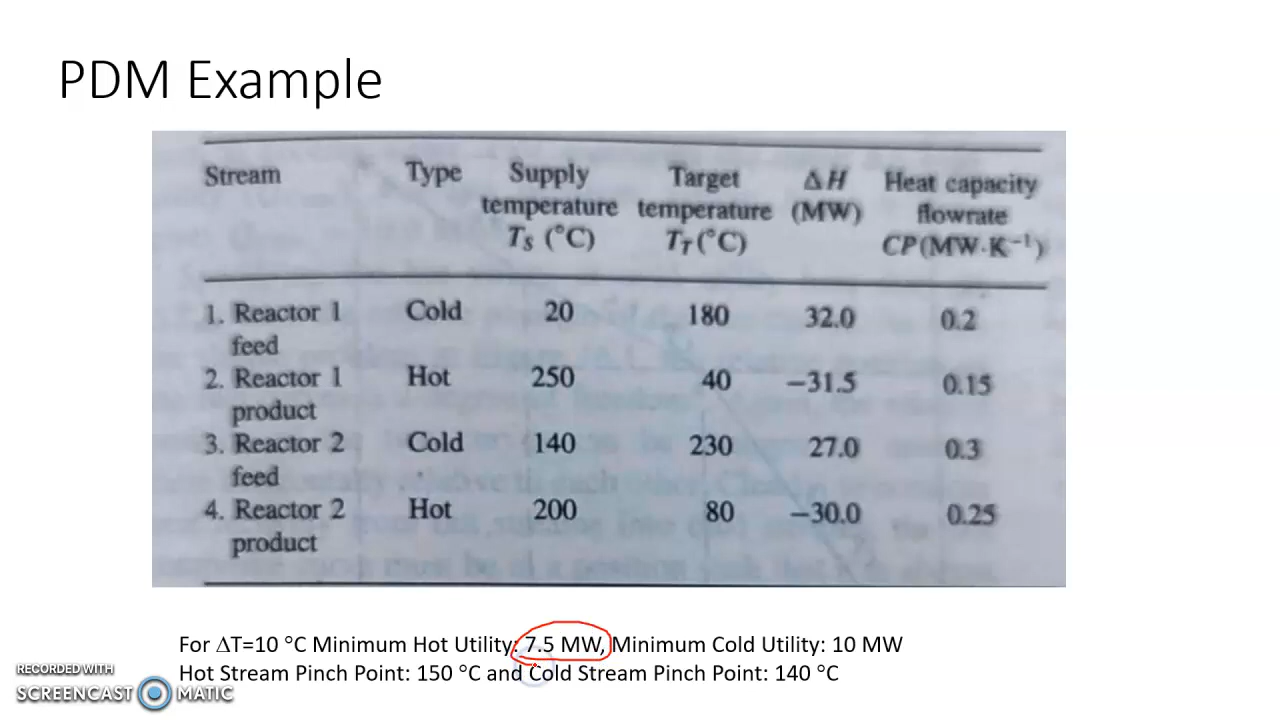 PDM Example
Stream Type Supply Target ΔH Heat capacity
temperature temperature (MW) flowrate
Ts (°C) TT(°C) CP(MW·K⁻¹)
1. Reactor 1 Cold 20 180 32.0 0.2
feed
2. Reactor 1 Hot 250 40 −31.5 0.15
product
3. Reactor 2 Cold 140 230 27.0 0.3
feed
4. Reactor 2 Hot 200 80 −30.0 0.25
product
For ΔT=10 °C Minimum Hot Utility: 7.5 MW, Minimum Cold Utility: 10 MW
Hot Stream Pinch Point: 150 °C and Cold Stream Pinch Point: 140 °C
RECORDED WITH
SCREENCAST MATIC